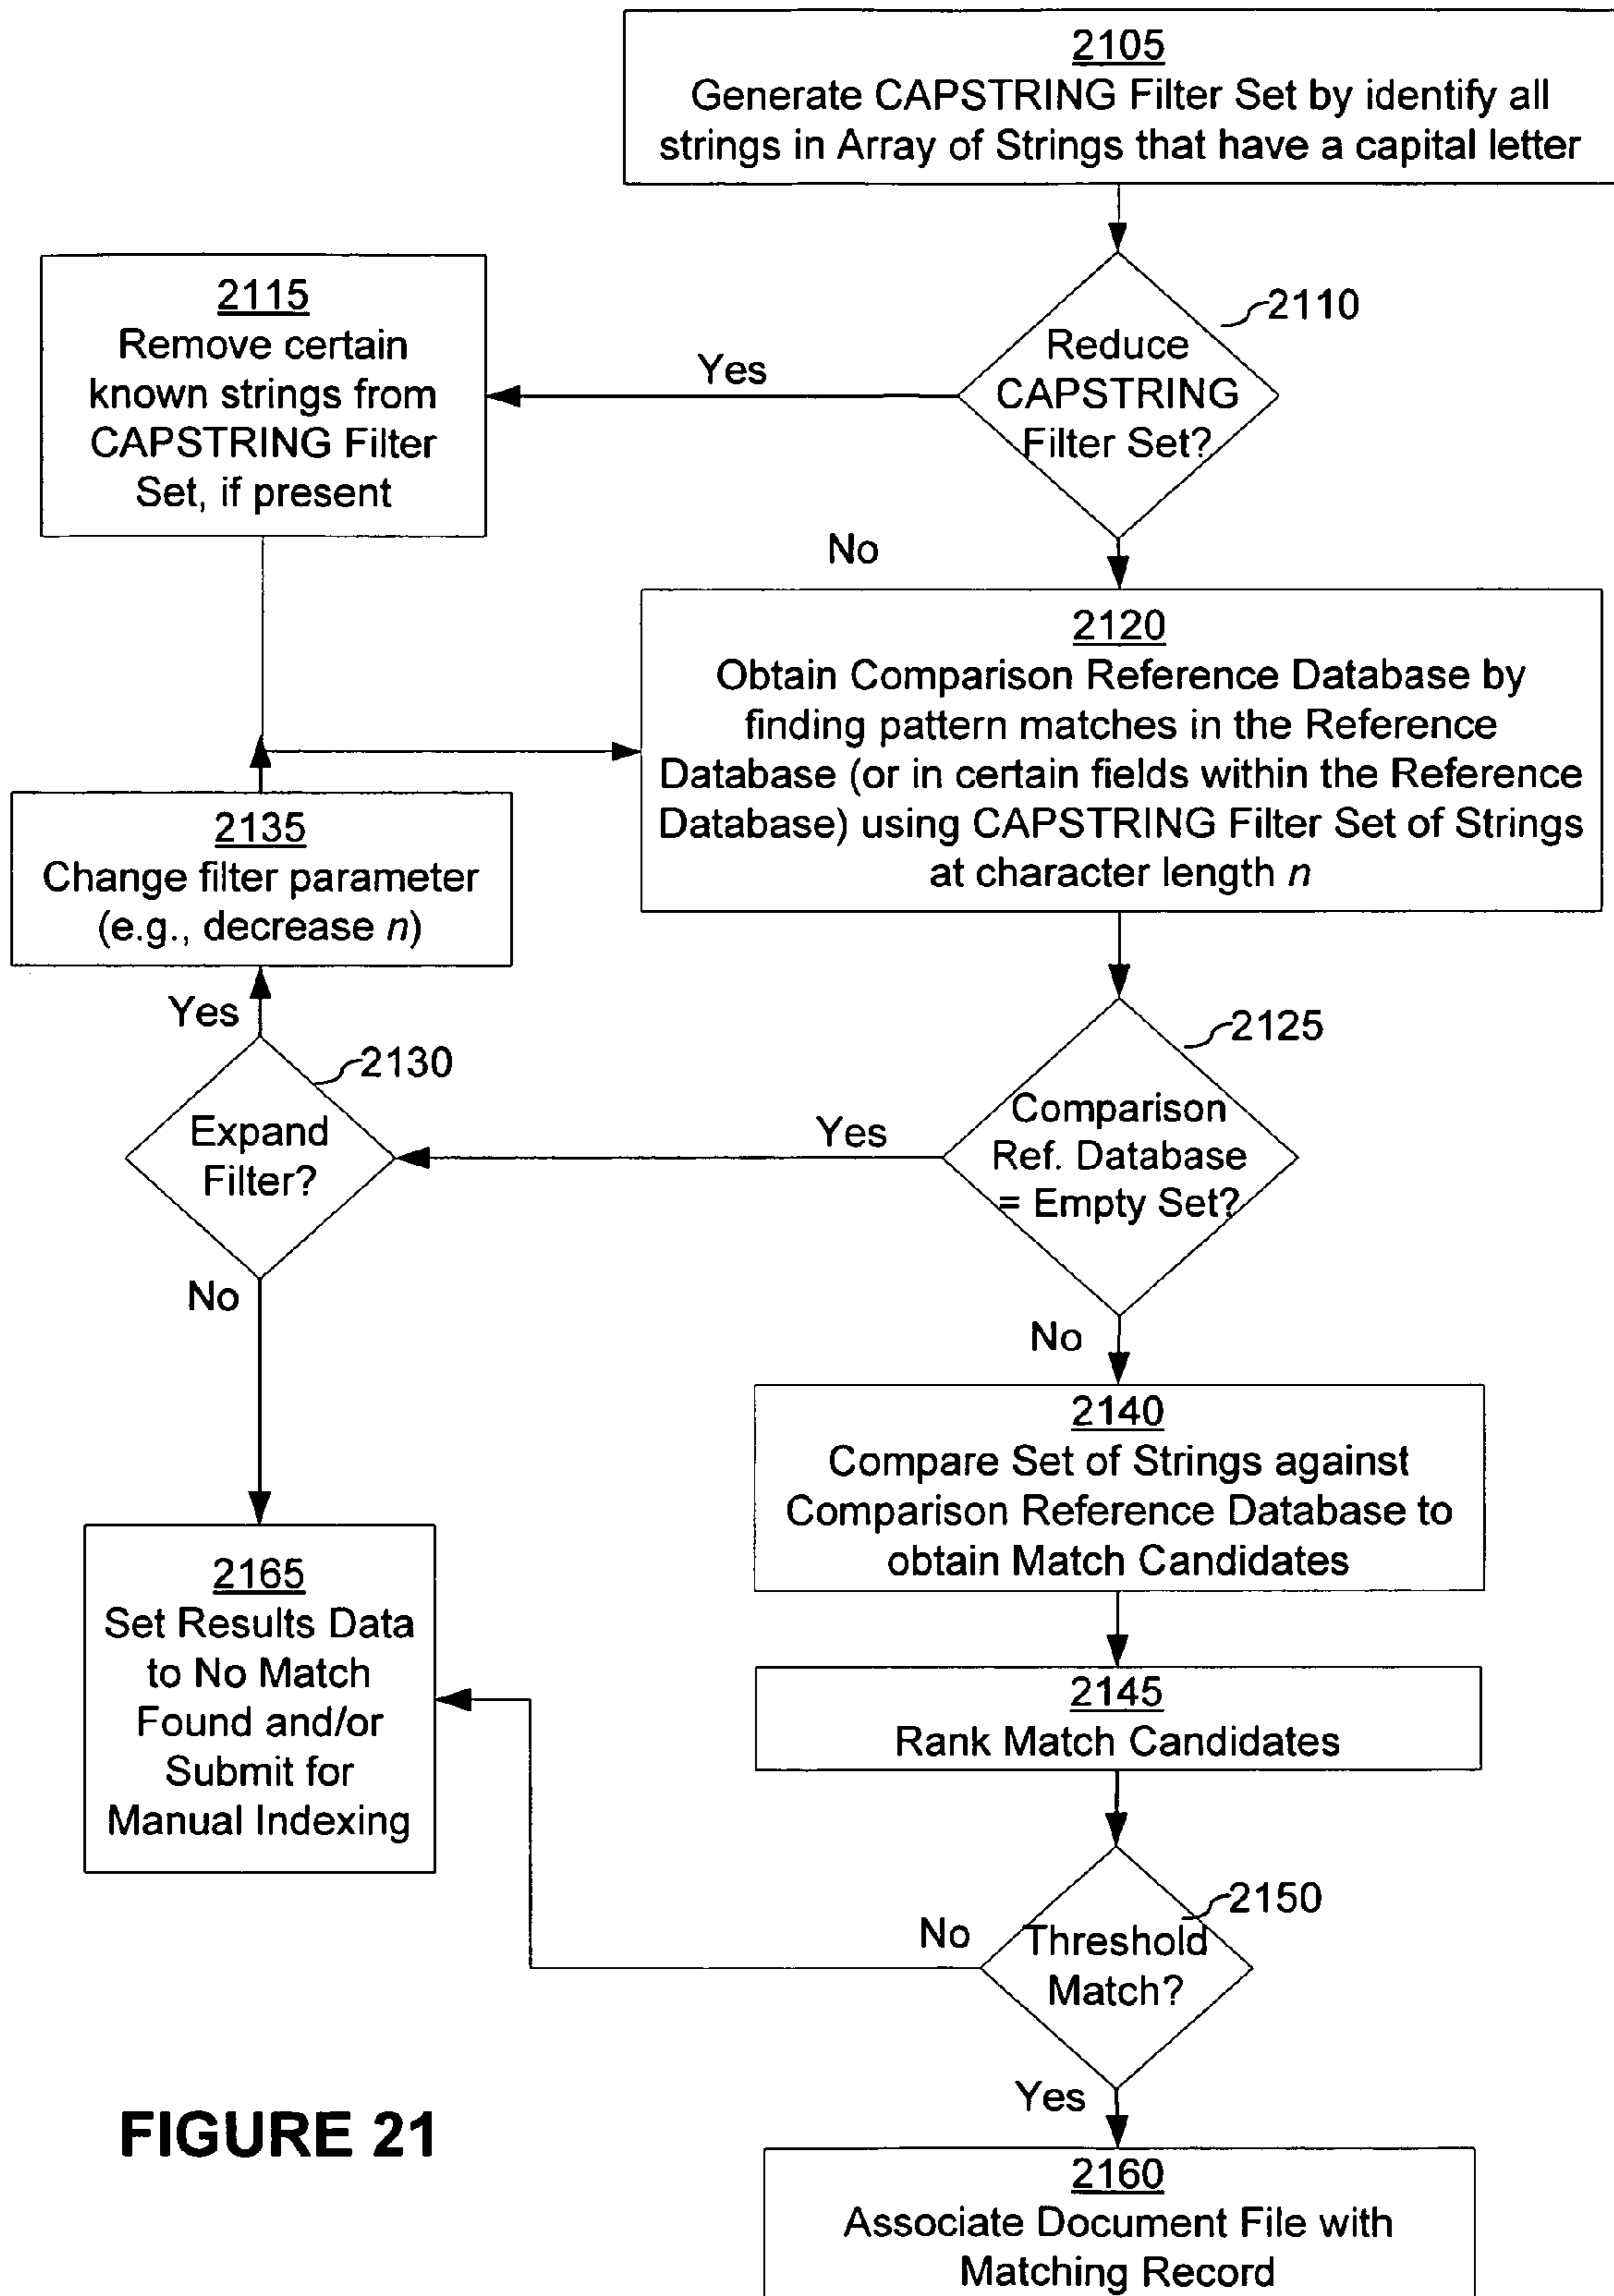 2105
Generate CAPSTRING Filter Set by identify all
strings in Array of Strings that have a capital letter
2110
Reduce
CAPSTRING
Filter Set?
Yes
No
2115
Remove certain
known strings from
CAPSTRING Filter
Set, if present
2120
Obtain Comparison Reference Database by
finding pattern matches in the Reference
Database (or in certain fields within the Reference
Database) using CAPSTRING Filter Set of Strings
at character length n
2135
Change filter parameter
(e.g., decrease n)
Yes
2130
Expand
Filter?
No
2125
Comparison
Ref. Database
= Empty Set?
Yes
No
2140
Compare Set of Strings against
Comparison Reference Database to
obtain Match Candidates
2165
Set Results Data
to No Match
Found and/or
Submit for
Manual Indexing
2145
Rank Match Candidates
2150
Threshold
Match?
No
Yes
2160
Associate Document File with
Matching Record
FIGURE 21